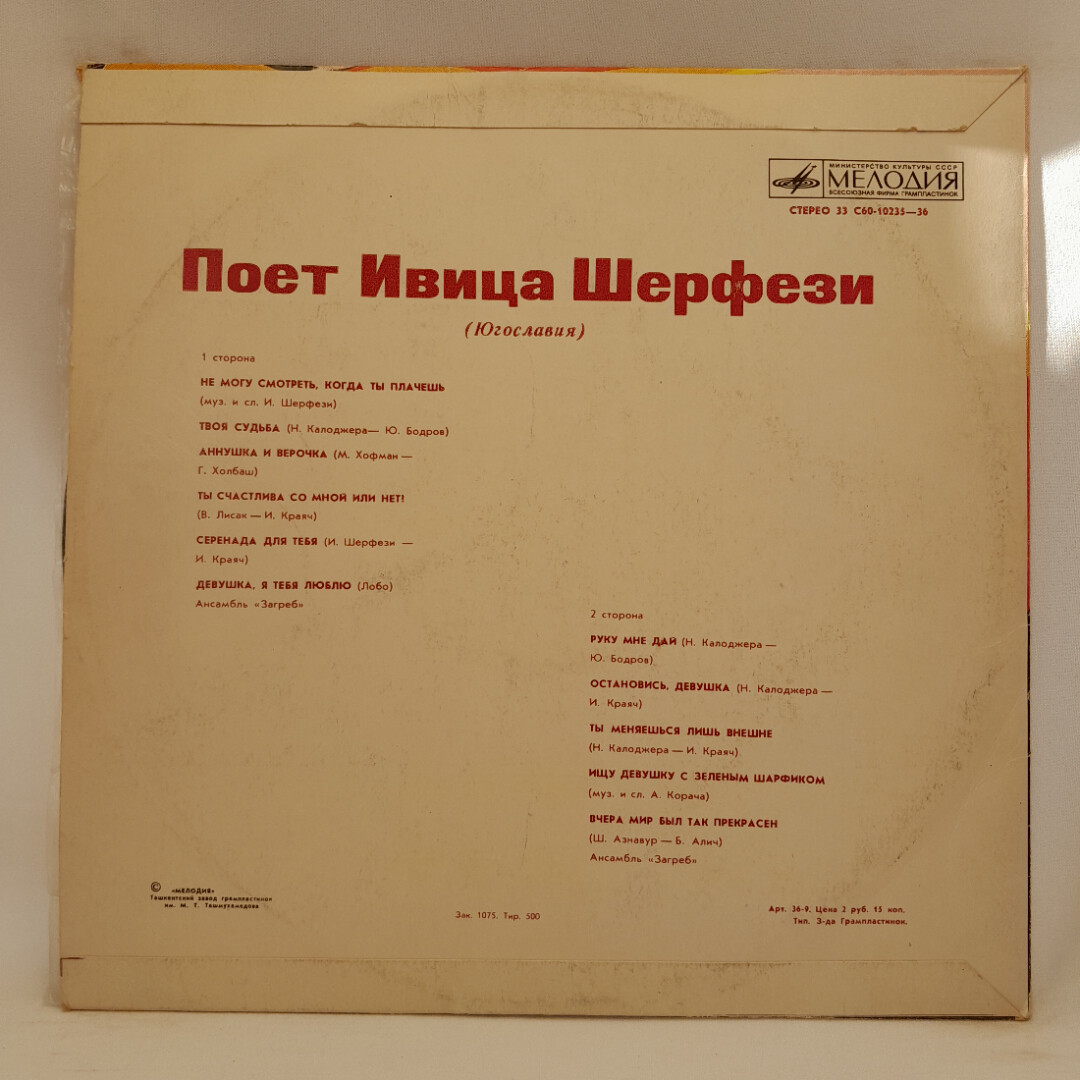 МИНИСТЕРСТВО КУЛЬТУРЫ СССР
МЕЛОДИЯ
ВСЕСОЮЗНАЯ ФИРМА ГРАМПЛАСТИНОК
СТЕРЕО 33 С60-10235—36
Поет Ивица Шерфези
(Югославия)
1 сторона
НЕ МОГУ СМОТРЕТЬ, КОГДА ТЫ ПЛАЧЕШЬ
(муз. и сл. И. Шерфези)
ТВОЯ СУДЬБА (Н. Калоджера— Ю. Бодров)
АННУШКА И ВЕРОЧКА (М. Хофман —
Г. Холбаш)
ТЫ СЧАСТЛИВА СО МНОЙ ИЛИ НЕТ?
(В. Лисак — И. Краяч)
СЕРЕНАДА ДЛЯ ТЕБЯ (И. Шерфези —
И. Краяч)
ДЕВУШКА, Я ТЕБЯ ЛЮБЛЮ (Лобо)
Ансамбль «Загреб»
2 сторона
РУКУ МНЕ ДАЙ (Н. Калоджера —
Ю. Бодров)
ОСТАНОВИСЬ, ДЕВУШКА (Н. Калоджера —
И. Краяч)
ТЫ МЕНЯЕШЬСЯ ЛИШЬ ВНЕШНЕ
(Н. Калоджера — И. Краяч)
ИЩУ ДЕВУШКУ С ЗЕЛЕНЫМ ШАРФИКОМ
(муз. и сл. А. Корача)
ВЧЕРА МИР БЫЛ ТАК ПРЕКРАСЕН
(Ш. Азнавур — Б. Алич)
Ансамбль «Загреб»
© «МЕЛОДИЯ»
Ташкентский завод грампластинок
им. М. Т. Ташмухамедова
Зак. 1075. Тир. 500
Арт. 36-9. Цена 2 руб. 15 коп.
Тип. З-да Грампластинок.